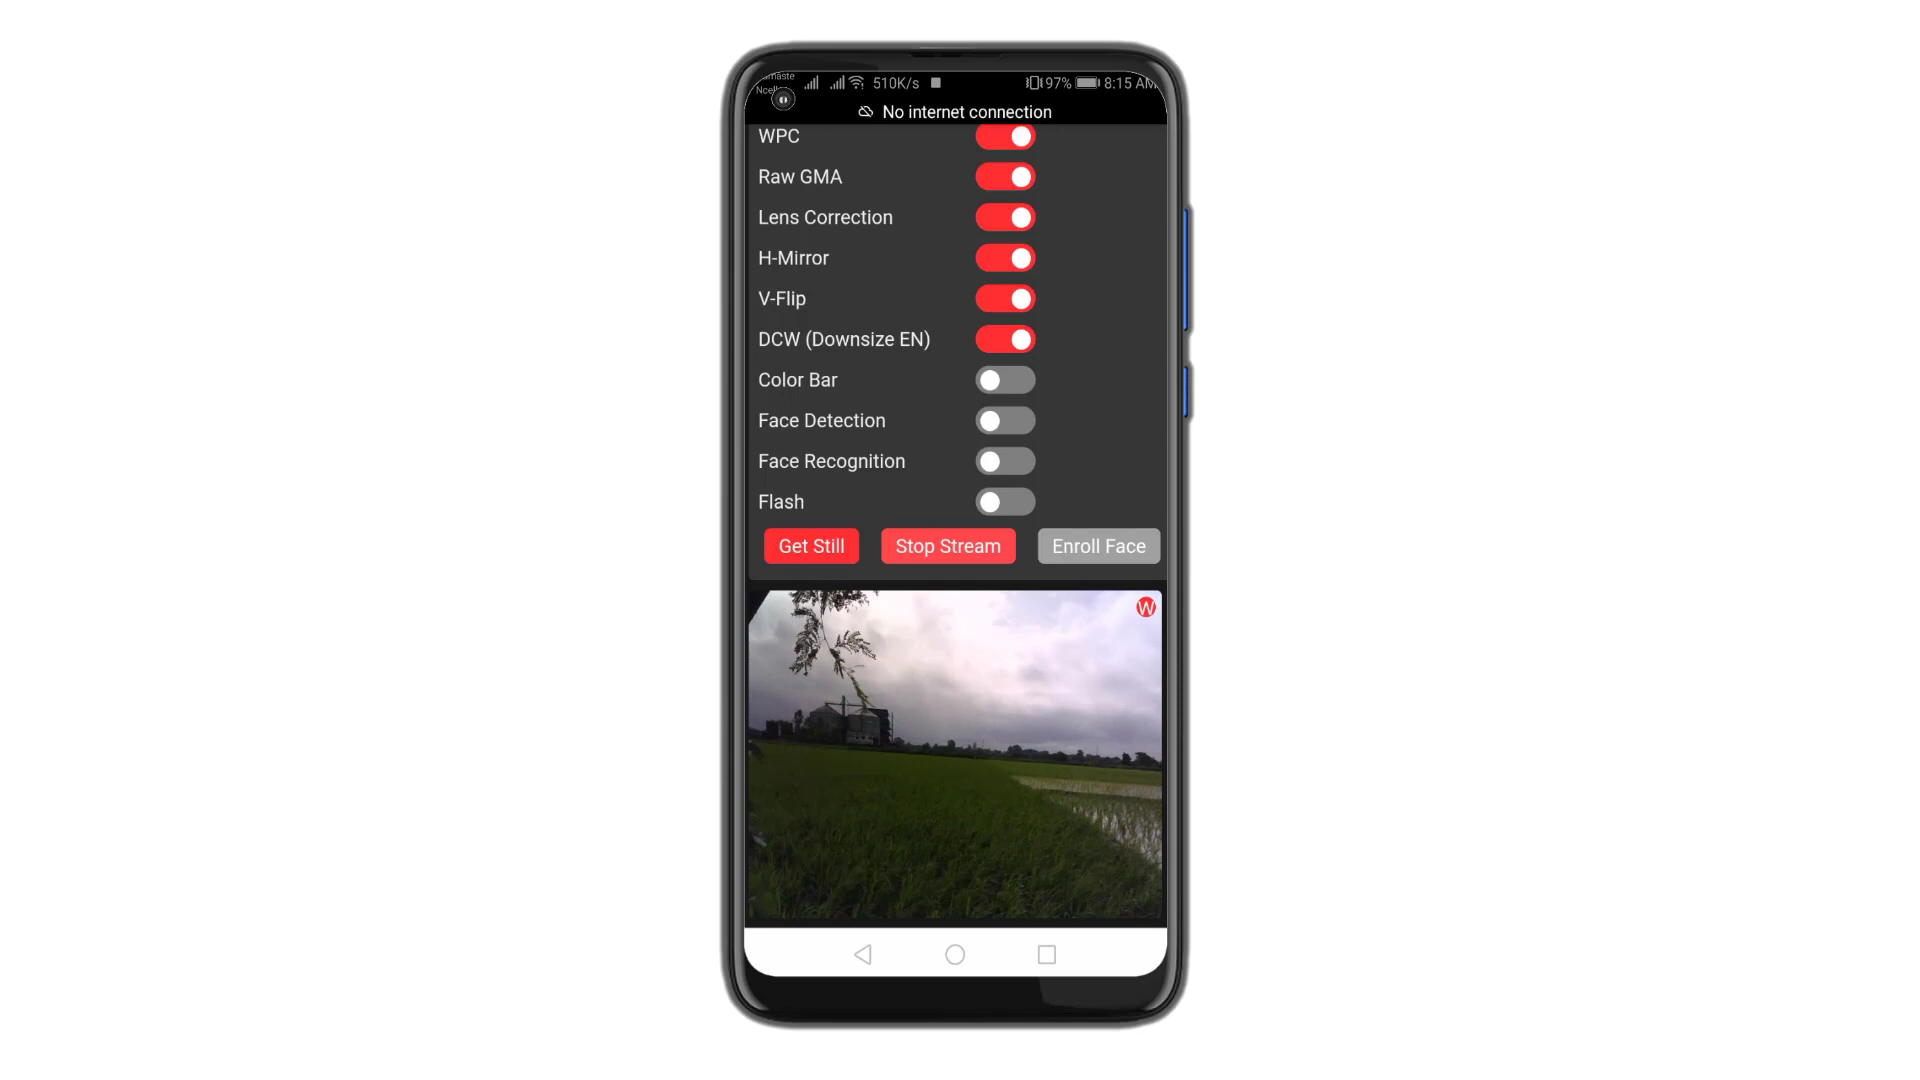 maste
510K/s
97%
8:15 AM
No internet connection
WPC
Raw GMA
Lens Correction
H-Mirror
V-Flip
DCW (Downsize EN)
Color Bar
Face Detection
Face Recognition
Flash
Get Still
Stop Stream
Enroll Face
W